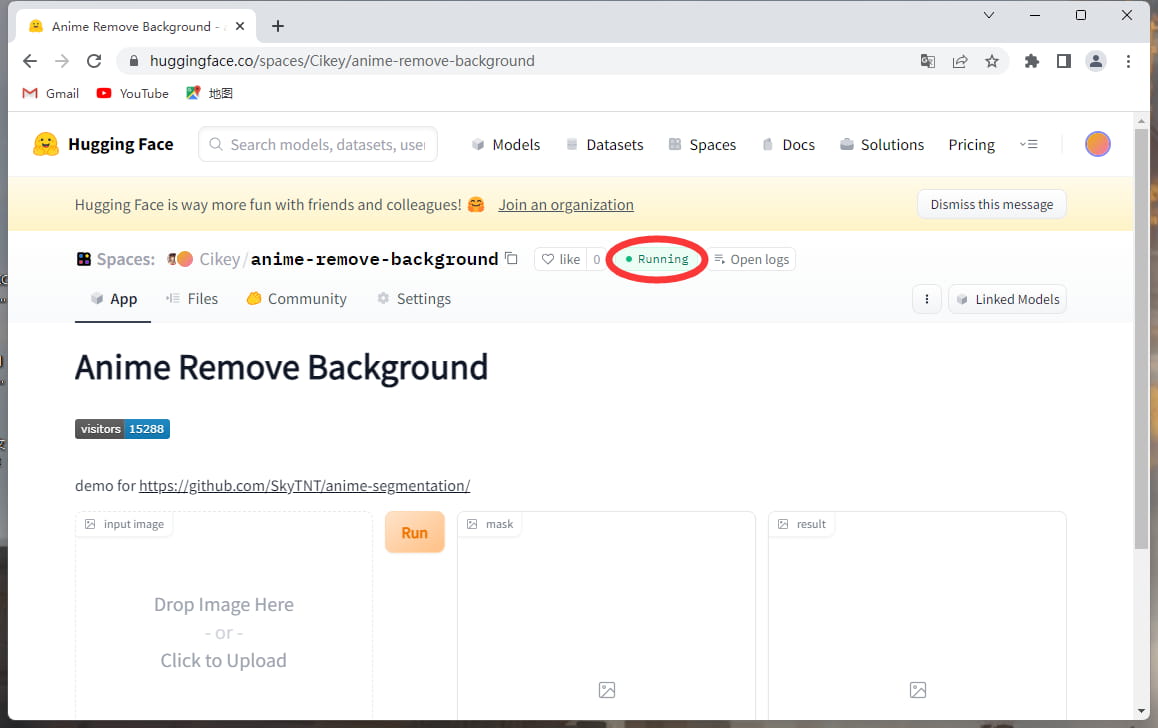 Anime Remove Background -
huggingface.co/spaces/Cikey/anime-remove-background
Gmail YouTube 地图
Hugging Face Search models, datasets, user Models Datasets Spaces Docs Solutions Pricing
Hugging Face is way more fun with friends and colleagues! Join an organization Dismiss this message
Spaces: Cikey/anime-remove-background like 0 Running Open logs
App Files Community Settings Linked Models
Anime Remove Background
visitors 15288
demo for https://github.com/SkyTNT/anime-segmentation/
input image Run mask result
Drop Image Here
- or -
Click to Upload